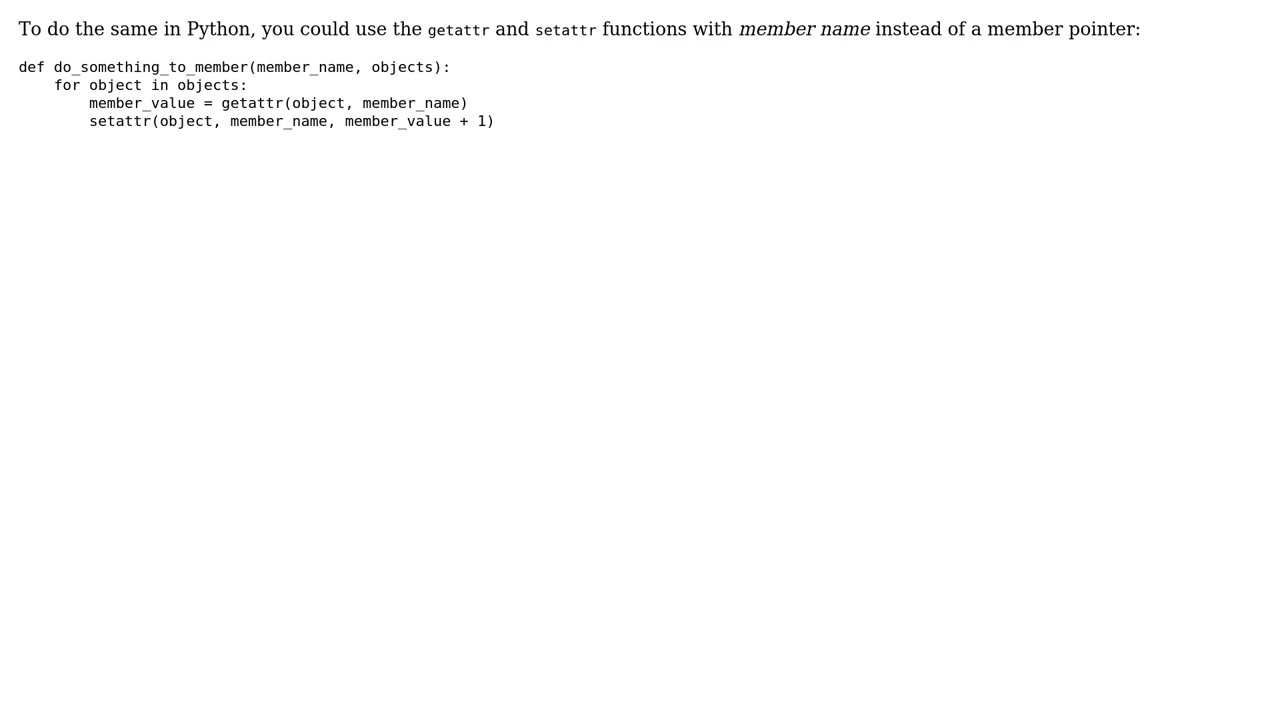 To do the same in Python, you could use the getattr and setattr functions with member name instead of a member pointer:
def do_something_to_member(member_name, objects):
    for object in objects:
        member_value = getattr(object, member_name)
        setattr(object, member_name, member_value + 1)